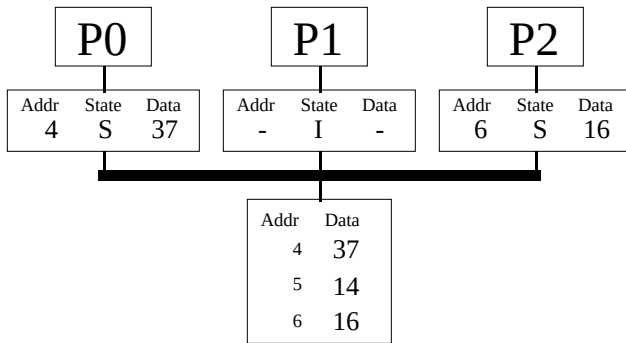 P0 P1 P2
Addr State Data Addr State Data Addr State Data
4 S 37 - I - 6 S 16
Addr Data
4 37
5 14
6 16